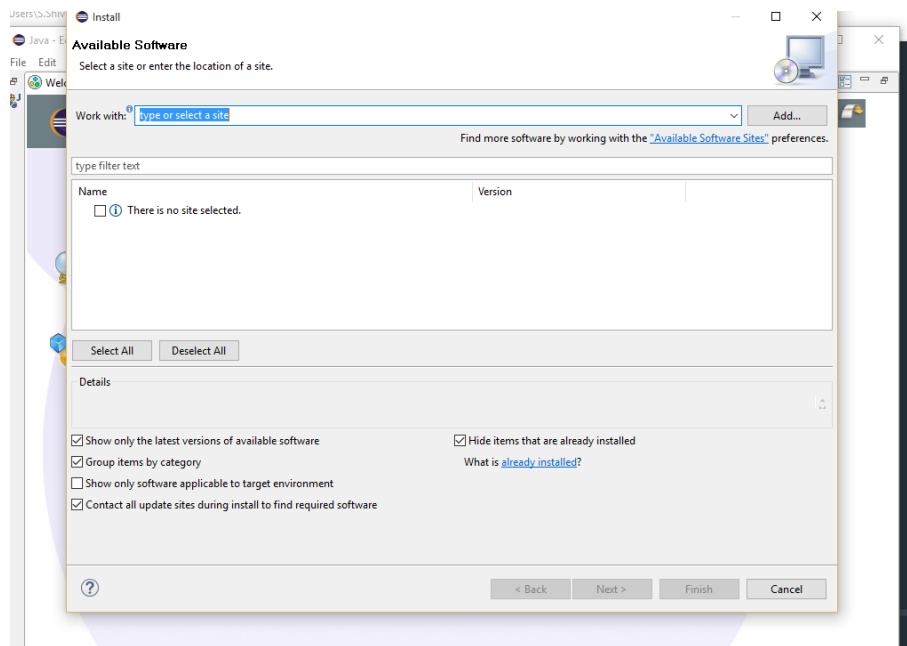 Users\S.Shiv
Install
Java - E
Available Software
File Edit
Select a site or enter the location of a site.
Welc
Work with: type or select a site Add...
Find more software by working with the "Available Software Sites" preferences.
type filter text
Name Version
There is no site selected.
Select All Deselect All
Details
Show only the latest versions of available software Hide items that are already installed
Group items by category What is already installed?
Show only software applicable to target environment
Contact all update sites during install to find required software
< Back Next > Finish Cancel